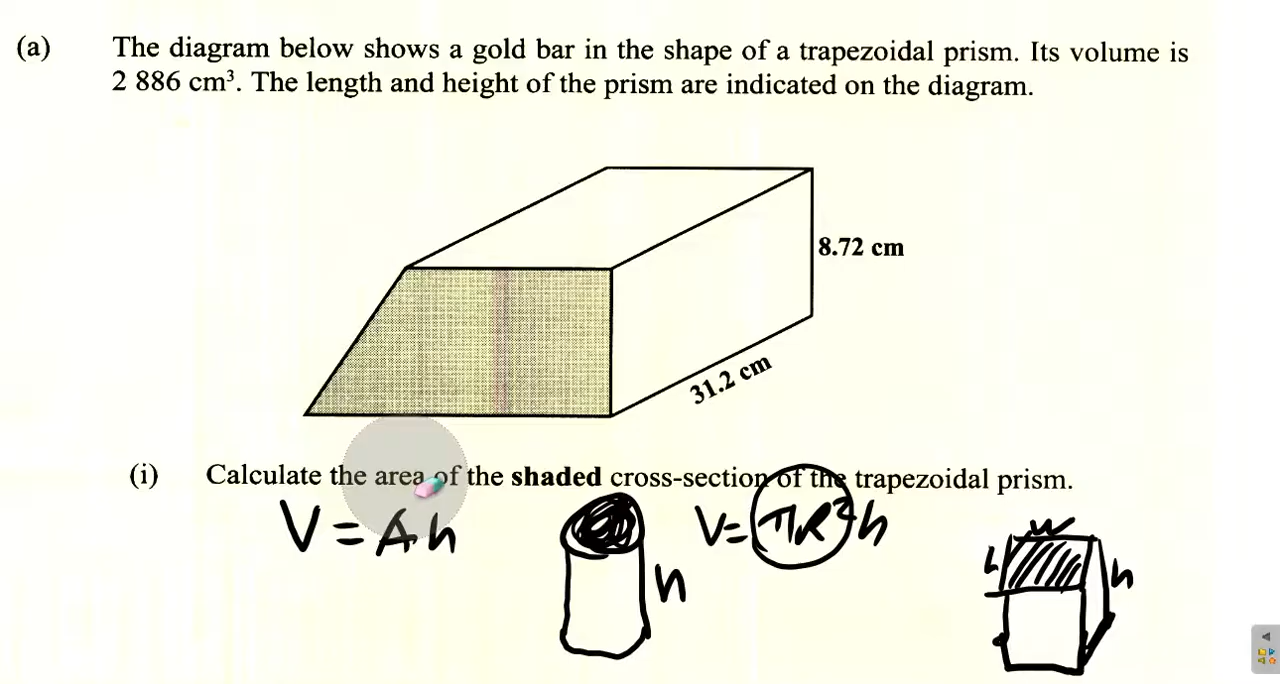 (a) The diagram below shows a gold bar in the shape of a trapezoidal prism. Its volume is
2 886 cm³. The length and height of the prism are indicated on the diagram.
8.72 cm
31.2 cm
(i) Calculate the area of the shaded cross-section of the trapezoidal prism.
V = Ah
h
V = πR²h
W
L
h